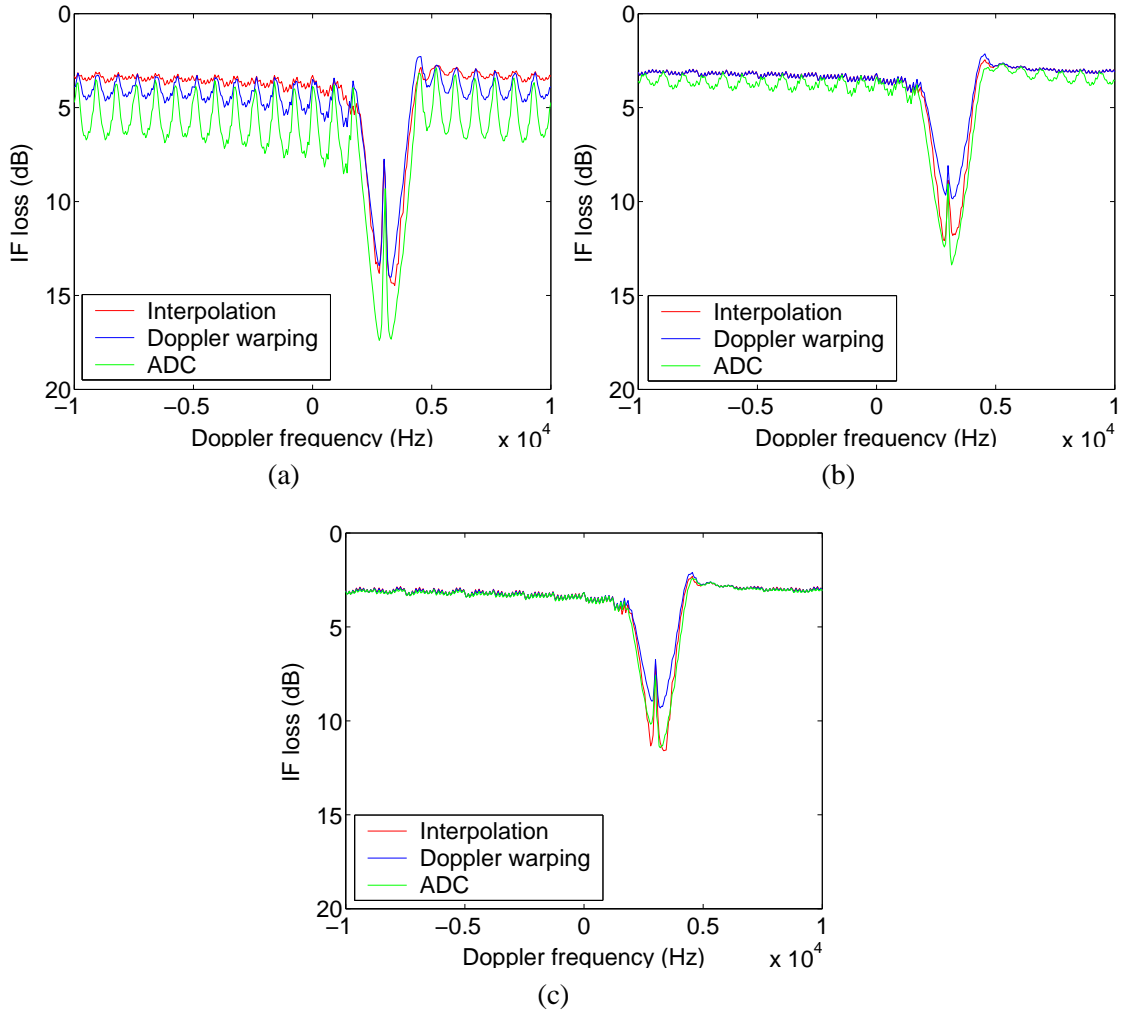 0
5
10
15
20
IF loss (dB)
Interpolation
Doppler warping
ADC
−1 −0.5 0 0.5 1
Doppler frequency (Hz) x 10^4
(a)
0
5
10
15
20
IF loss (dB)
Interpolation
Doppler warping
ADC
−1 −0.5 0 0.5 1
Doppler frequency (Hz) x 10^4
(b)
0
5
10
15
20
IF loss (dB)
Interpolation
Doppler warping
ADC
−1 −0.5 0 0.5 1
Doppler frequency (Hz) x 10^4
(c)